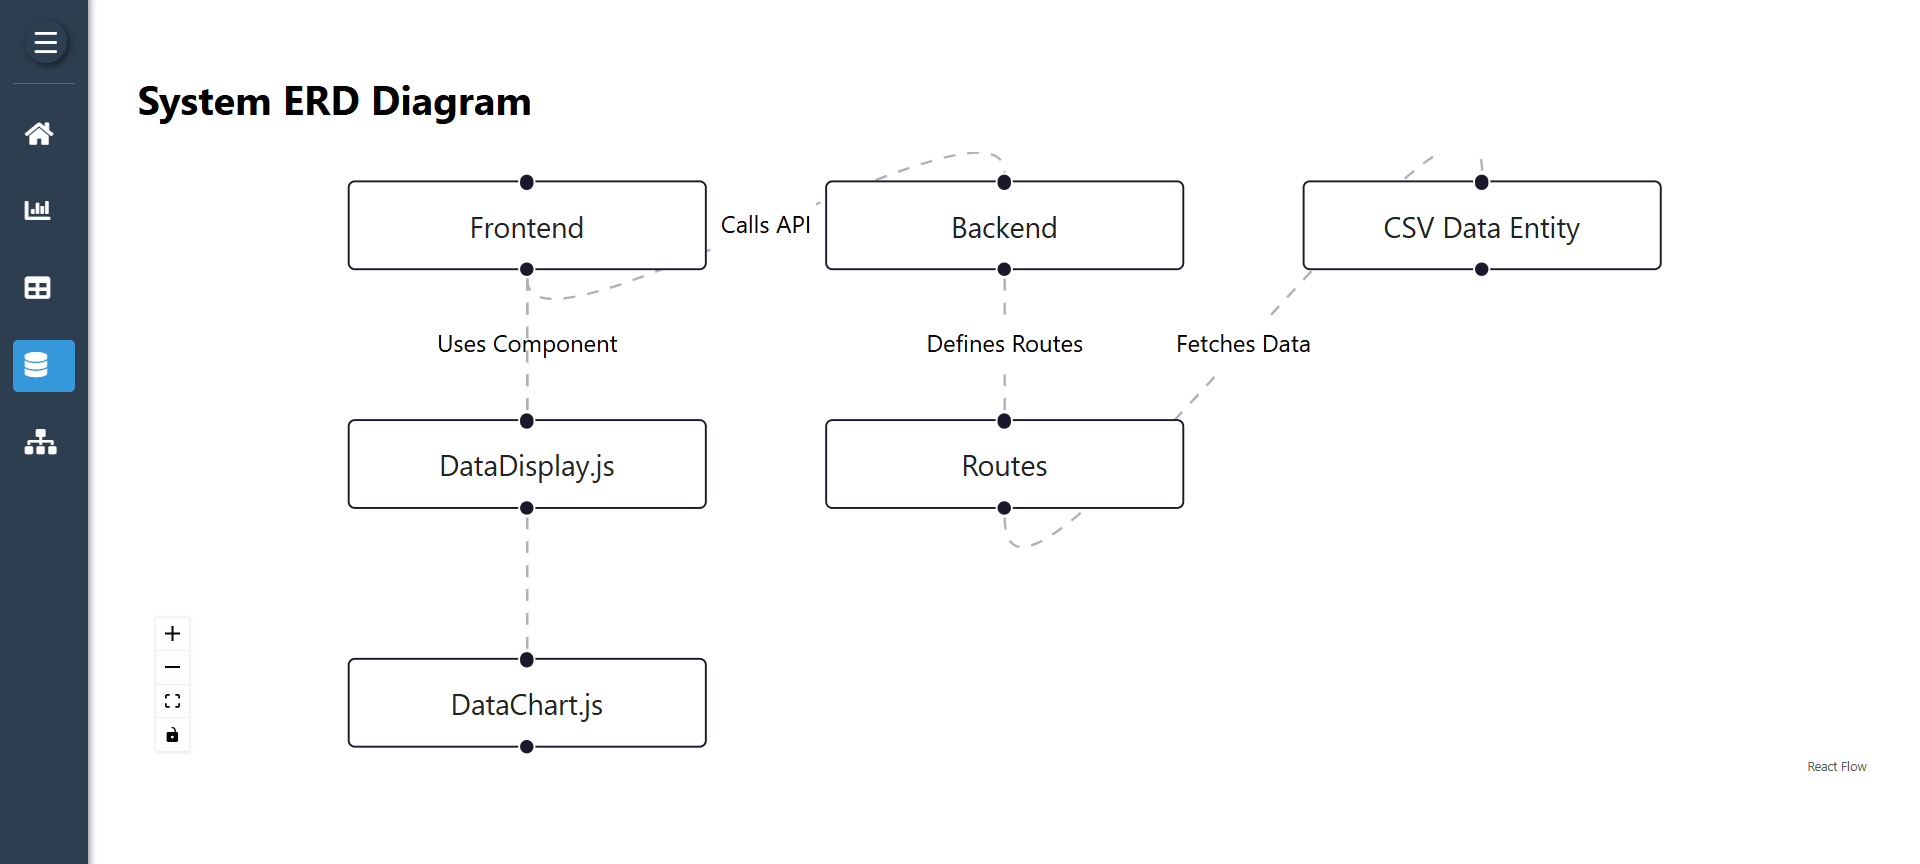 System ERD Diagram
Frontend
Calls API
Backend
CSV Data Entity
Uses Component
Defines Routes
Fetches Data
DataDisplay.js
Routes
DataChart.js
React Flow